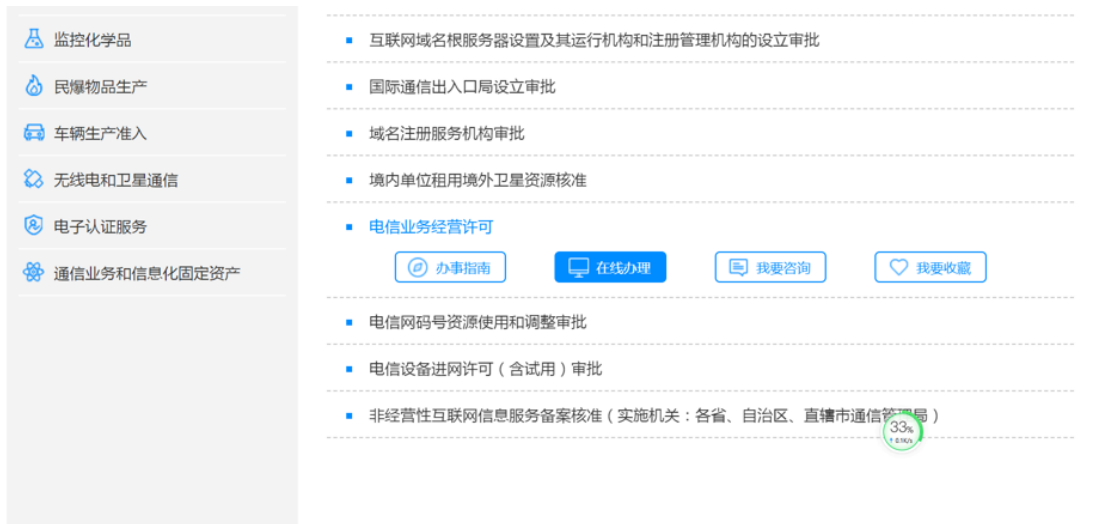 监控化学品
民爆物品生产
车辆生产准入
无线电和卫星通信
电子认证服务
通信业务和信息化固定资产
互联网域名根服务器设置及其运行机构和注册管理机构的设立审批
国际通信出入口局设立审批
域名注册服务机构审批
境内单位租用境外卫星资源核准
电信业务经营许可
办事指南 在线办理 我要咨询 我要收藏
电信网码号资源使用和调整审批
电信设备进网许可（含试用）审批
非经营性互联网信息服务备案核准（实施机关：各省、自治区、直辖市通信管理局）
33%
0.1K/s